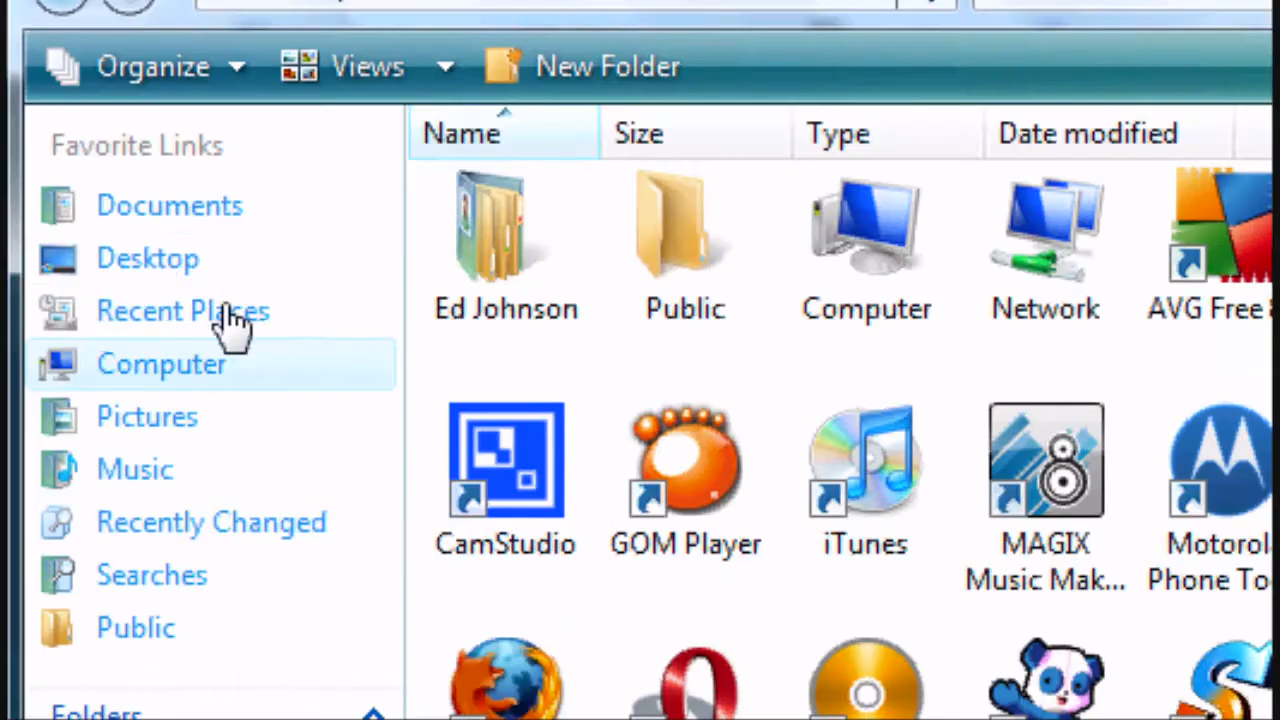 Organize
Views
New Folder
Favorite Links
Documents
Desktop
Recent Places
Computer
Pictures
Music
Recently Changed
Searches
Public
Folders
Name
Size
Type
Date modified
Ed Johnson
Public
Computer
Network
AVG Free
CamStudio
GOM Player
iTunes
MAGIX
Music Mak...
Motorol
Phone To